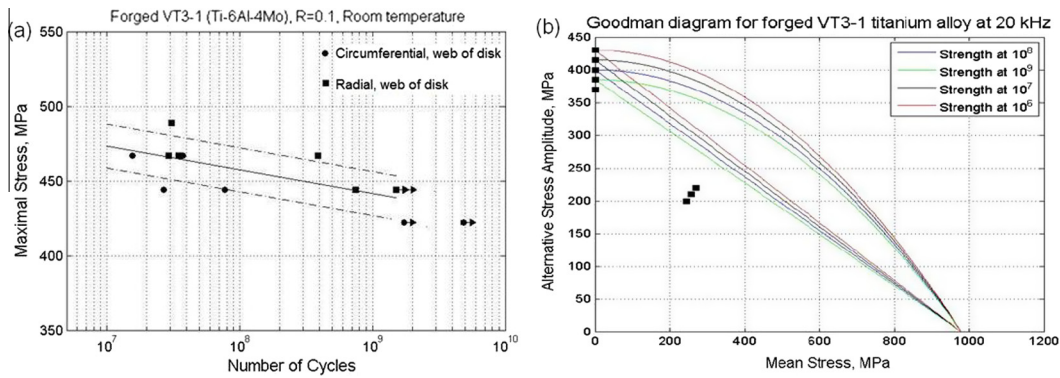 (a)
Forged VT3-1 (Ti-6Al-4Mo), R=0.1, Room temperature
550
500
450
400
350
Maximal Stress, MPa
Circumferential, web of disk
Radial, web of disk
10^7
10^8
10^9
10^10
Number of Cycles
(b)
Goodman diagram for forged VT3-1 titanium alloy at 20 kHz
450
400
350
300
250
200
150
100
50
0
Alternative Stress Amplitude, MPa
Strength at 10^8
Strength at 10^9
Strength at 10^7
Strength at 10^6
0
200
400
600
800
1000
1200
Mean Stress, MPa